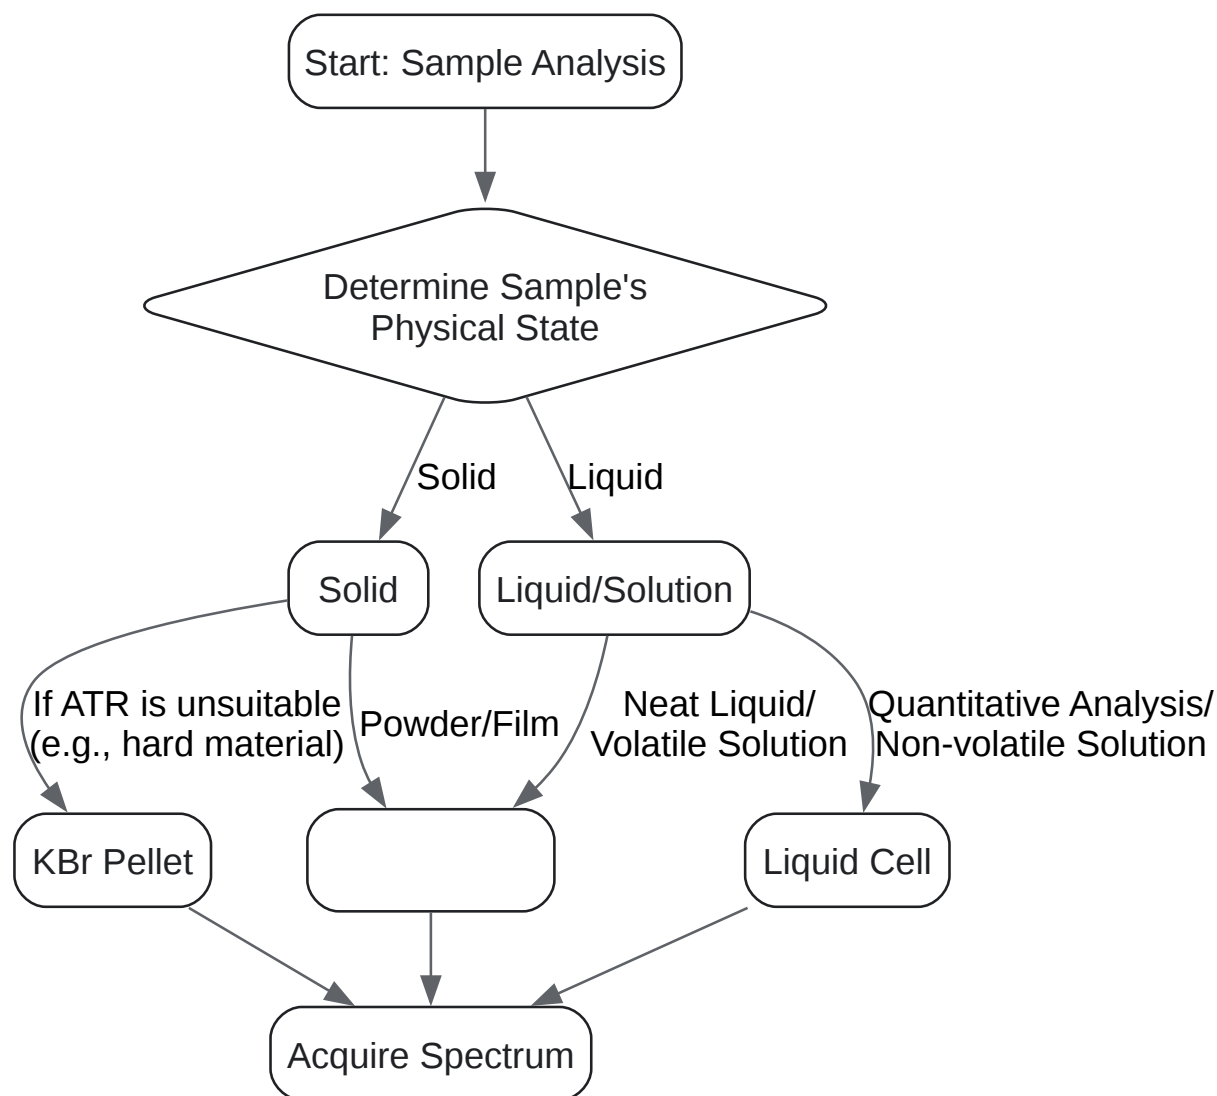 Start: Sample Analysis
Determine Sample's
Physical State
Solid
Liquid
Solid
Liquid/Solution
If ATR is unsuitable
(e.g., hard material)
Powder/Film
Neat Liquid/
Volatile Solution
Quantitative Analysis/
Non-volatile Solution
KBr Pellet
Liquid Cell
Acquire Spectrum